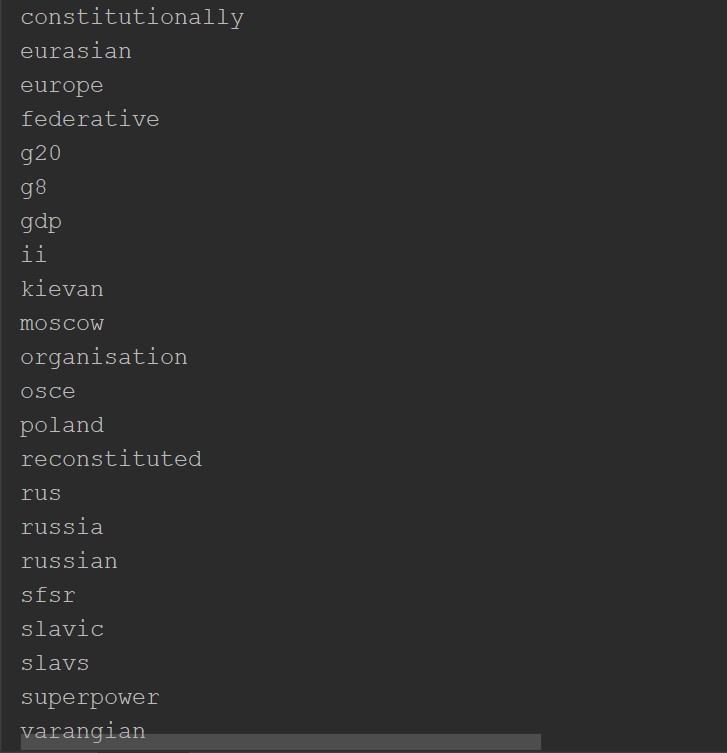 constitutionally
eurasian
europe
federative
g20
g8
gdp
ii
kievan
moscow
organisation
osce
poland
reconstituted
rus
russia
russian
sfsr
slavic
slavs
superpower
varangian